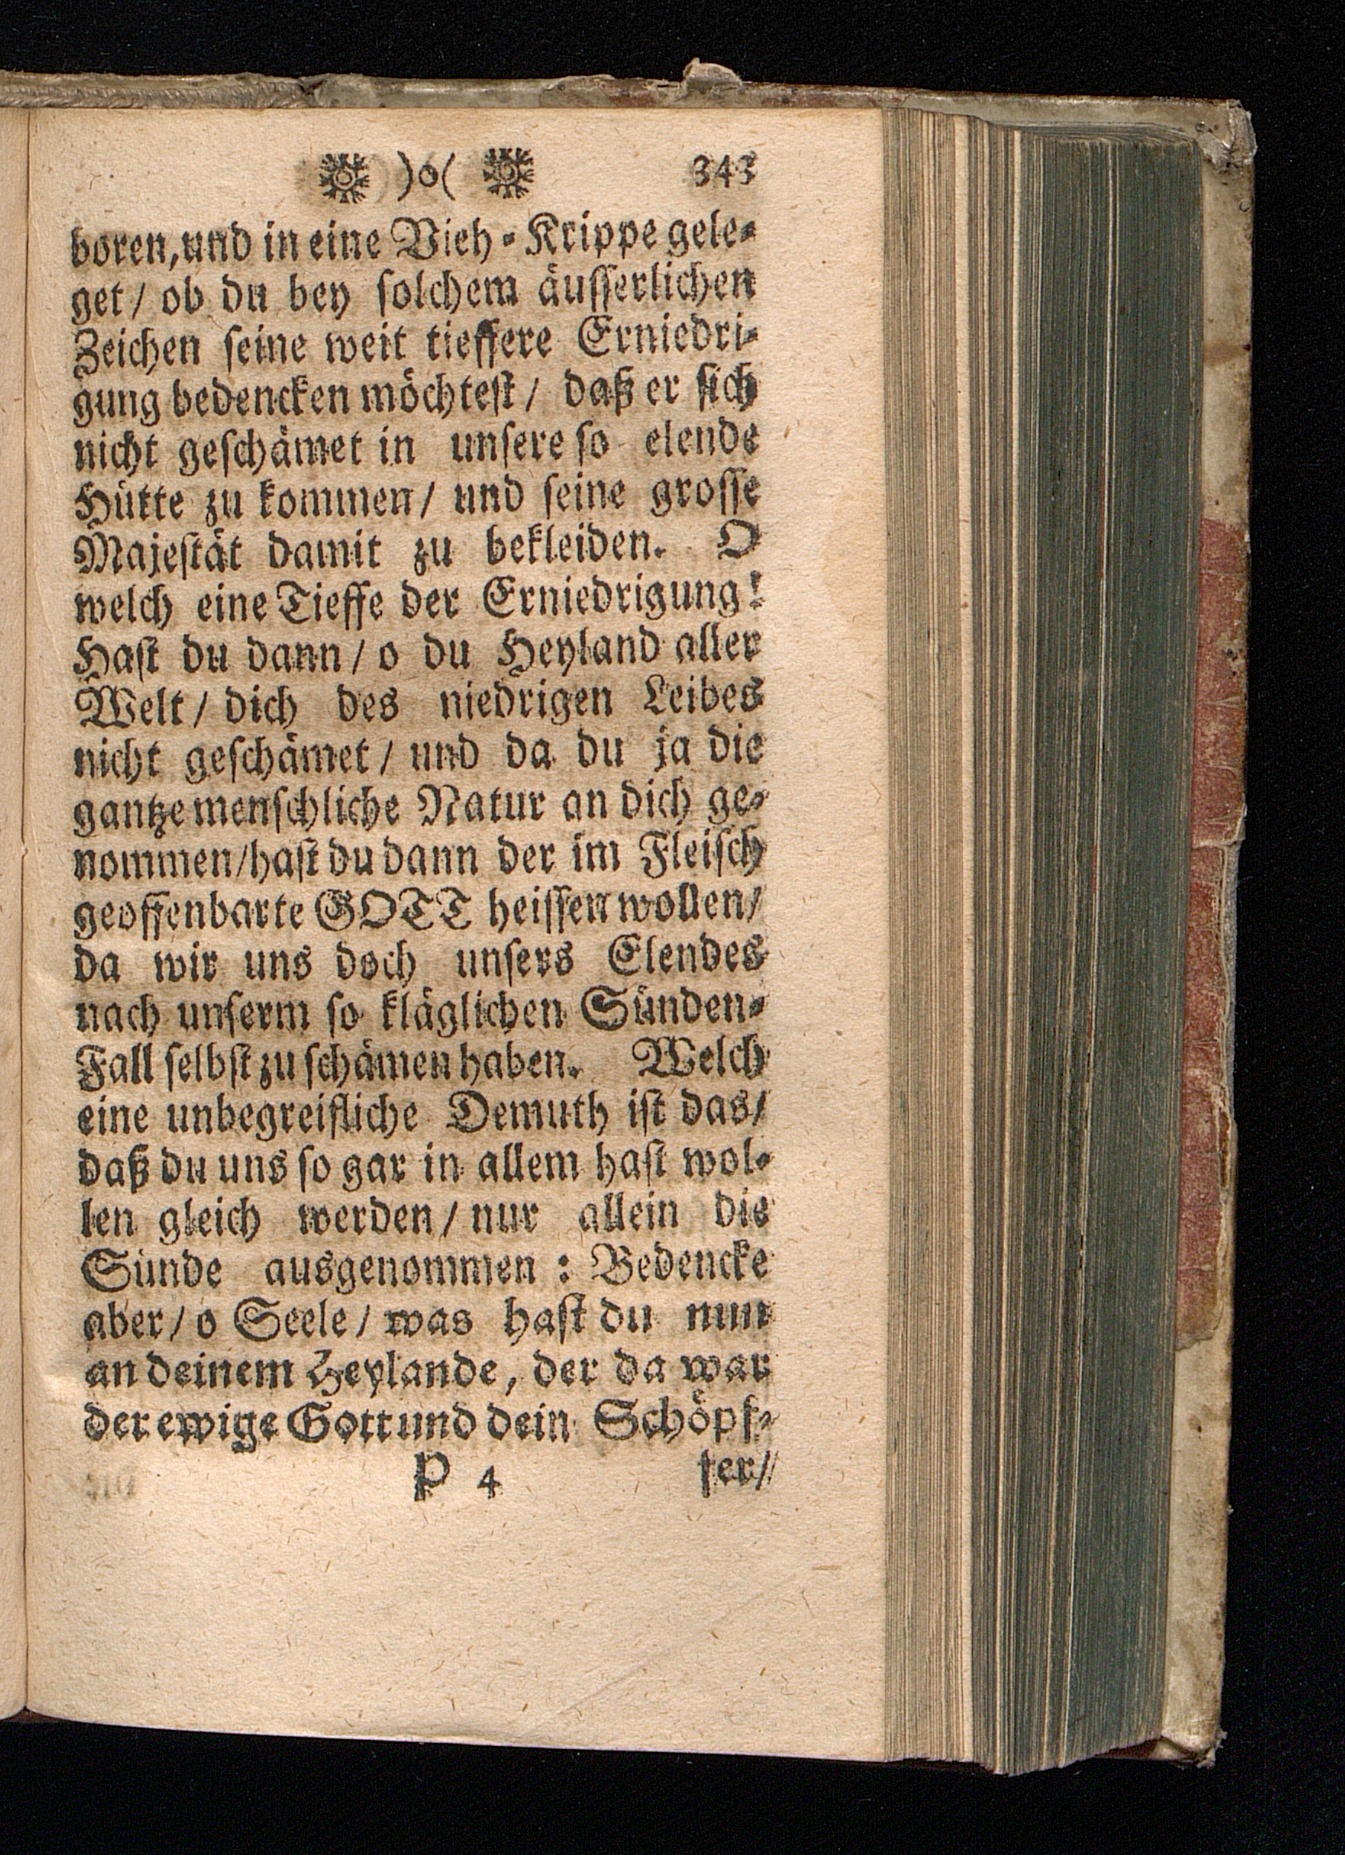 )o( 343
boren, und in eine Vieh-Krippe gele-
get / ob du bey solchem äusserlichen
Zeichen seine weit tieffere Erniedri-
gung bedencken möchtest / daß er sich
nicht geschämet in unsere so elende
Hütte zu kommen / und seine grosse
Majestät damit zu bekleiden. O
welch eine Tieffe der Erniedrigung!
Hast du dann / o du Heyland aller
Welt / dich des niedrigen Leibes
nicht geschämet / und da du ja die
gantze menschliche Natur an dich ge-
nommen / hast du dann der im Fleisch
geoffenbarte GOTT heissen wollen /
da wir uns doch unsers Elendes
nach unserm so kläglichen Sünden-
Fall selbst zu schämen haben. Welch
eine unbegreifliche Demuth ist das /
daß du uns so gar in allem hast wol-
len gleich werden / nur allein die
Sünde ausgenommen : Bedencke
aber / o Seele / was hast du nun
an deinem Heylande, der da war
der ewige Gott und dein Schöpf-
P 4 fer /